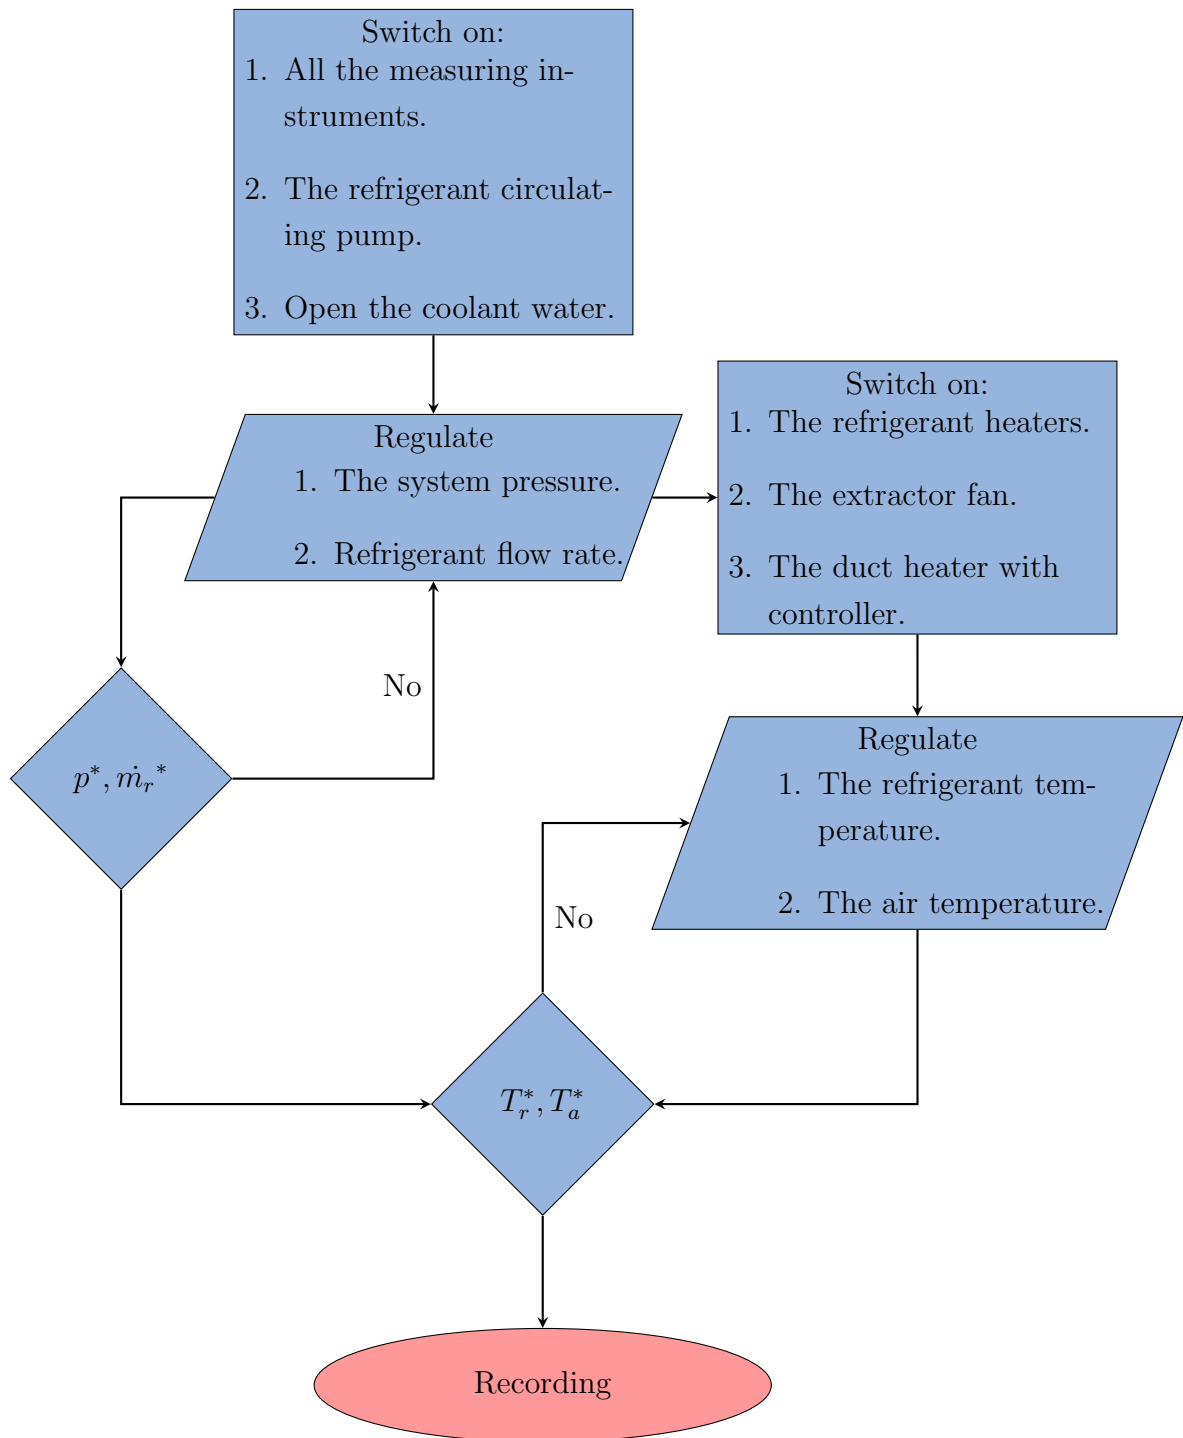 Switch on:
1. All the measuring in-
struments.
2. The refrigerant circulat-
ing pump.
3. Open the coolant water.
Regulate
1. The system pressure.
2. Refrigerant flow rate.
Switch on:
1. The refrigerant heaters.
2. The extractor fan.
3. The duct heater with
controller.
No
p*, ṁ_r*
Regulate
1. The refrigerant tem-
perature.
2. The air temperature.
No
T_r*, T_a*
Recording